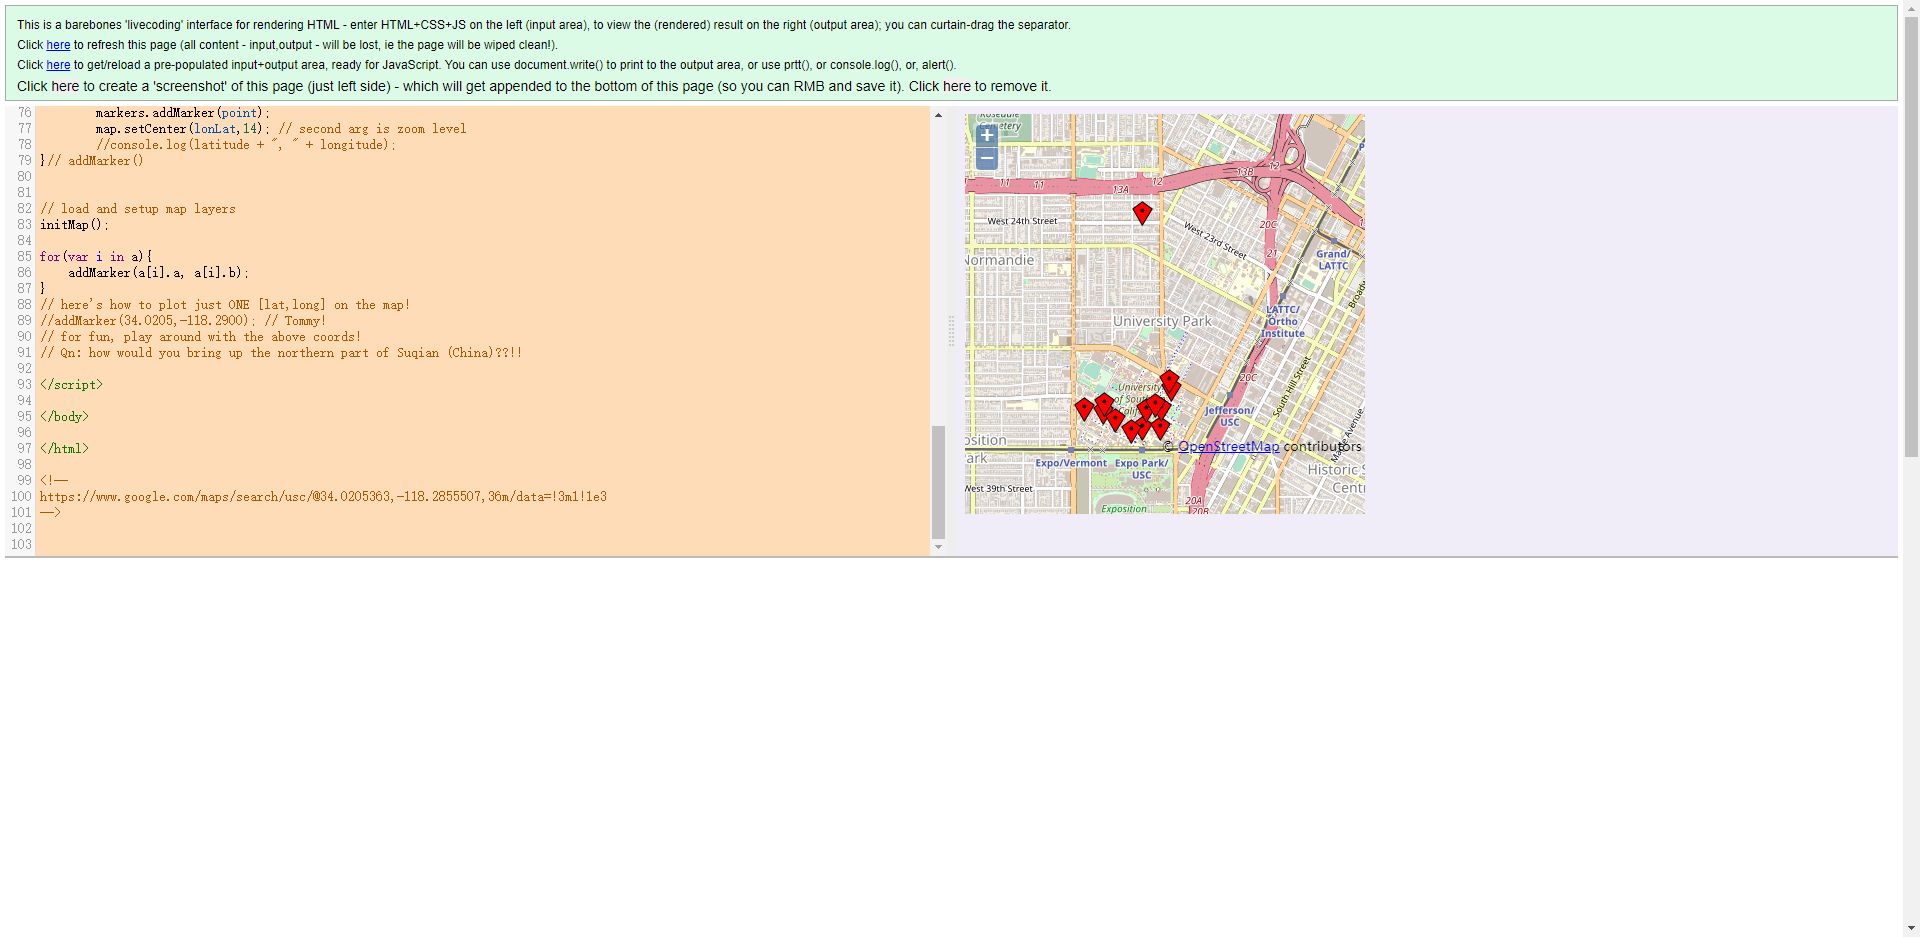 This is a barebones 'livecoding' interface for rendering HTML - enter HTML+CSS+JS on the left (input area), to view the (rendered) result on the right (output area); you can curtain-drag the separator.
Click here to refresh this page (all content - input,output - will be lost, ie the page will be wiped clean!).
Click here to get/reload a pre-populated input+output area, ready for JavaScript. You can use document.write() to print to the output area, or use prtt(), or console.log(), or, alert().
Click here to create a 'screenshot' of this page (just left side) - which will get appended to the bottom of this page (so you can RMB and save it). Click here to remove it.
76 markers.addMarker(point);
77 map.setCenter(lonLat,14); // second arg is zoom level
78 //console.log(latitude + ", " + longitude);
79 }// addMarker()
80
81
82 // load and setup map layers
83 initMap();
84
85 for(var i in a){
86 addMarker(a[i].a, a[i].b);
87 }
88 // here's how to plot just ONE [lat,long] on the map!
89 //addMarker(34.0205,-118.2900); // Tommy!
90 // for fun, play around with the above coords!
91 // Qn: how would you bring up the northern part of Suqian (China)??!!
92
93 </script>
94
95 </body>
96
97 </html>
98
99 <!--
100 https://www.google.com/maps/search/usc/@34.0205363,-118.2855507,36m/data=!3m1!1e3
101 -->
102
103
Rosedale
Cemetery
+
−
11
11
13A
12
13B
12
West 24th Street
West 23rd Street
20C
21
Grand/
LATTC
Normandie
LATTC/
Ortho
Institute
Broadw
University Park
20C
South Hill Street
University
of South
Calif
Jefferson/
USC
Maple Avenue
osition
ark
© OpenStreetMap contributors
Expo/Vermont
Expo Park/
USC
Historic S
Centr
West 39th Street
20A
20B
Exposition